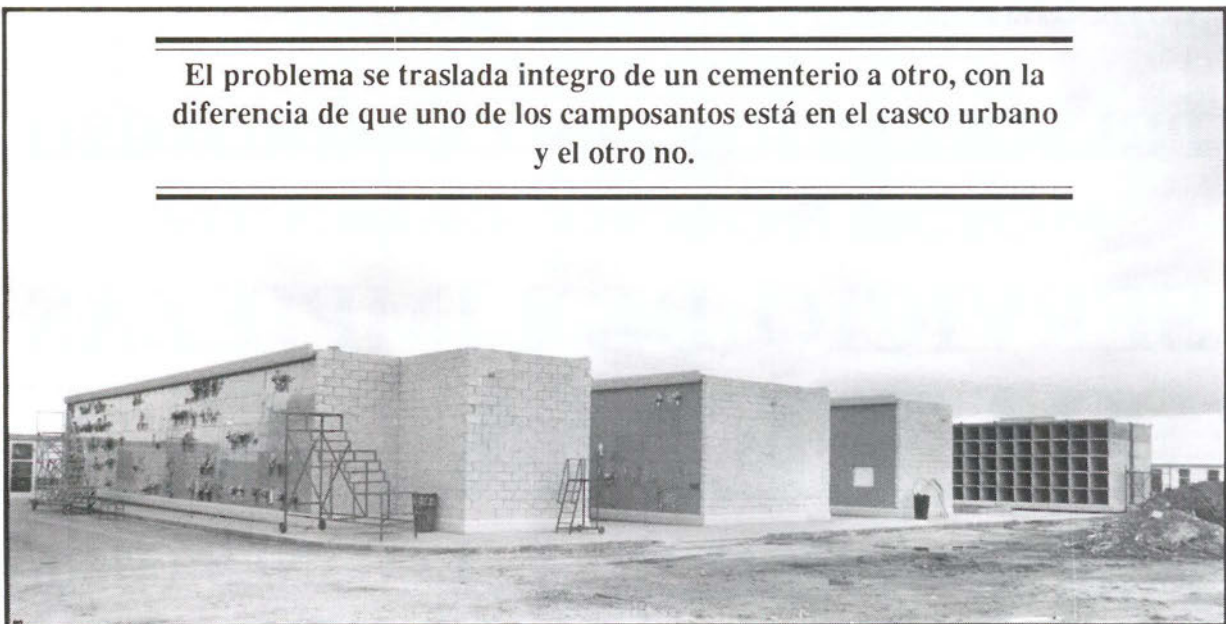 El problema se traslada integro de un cementerio a otro, con la
diferencia de que uno de los camposantos está en el casco urbano
y el otro no.